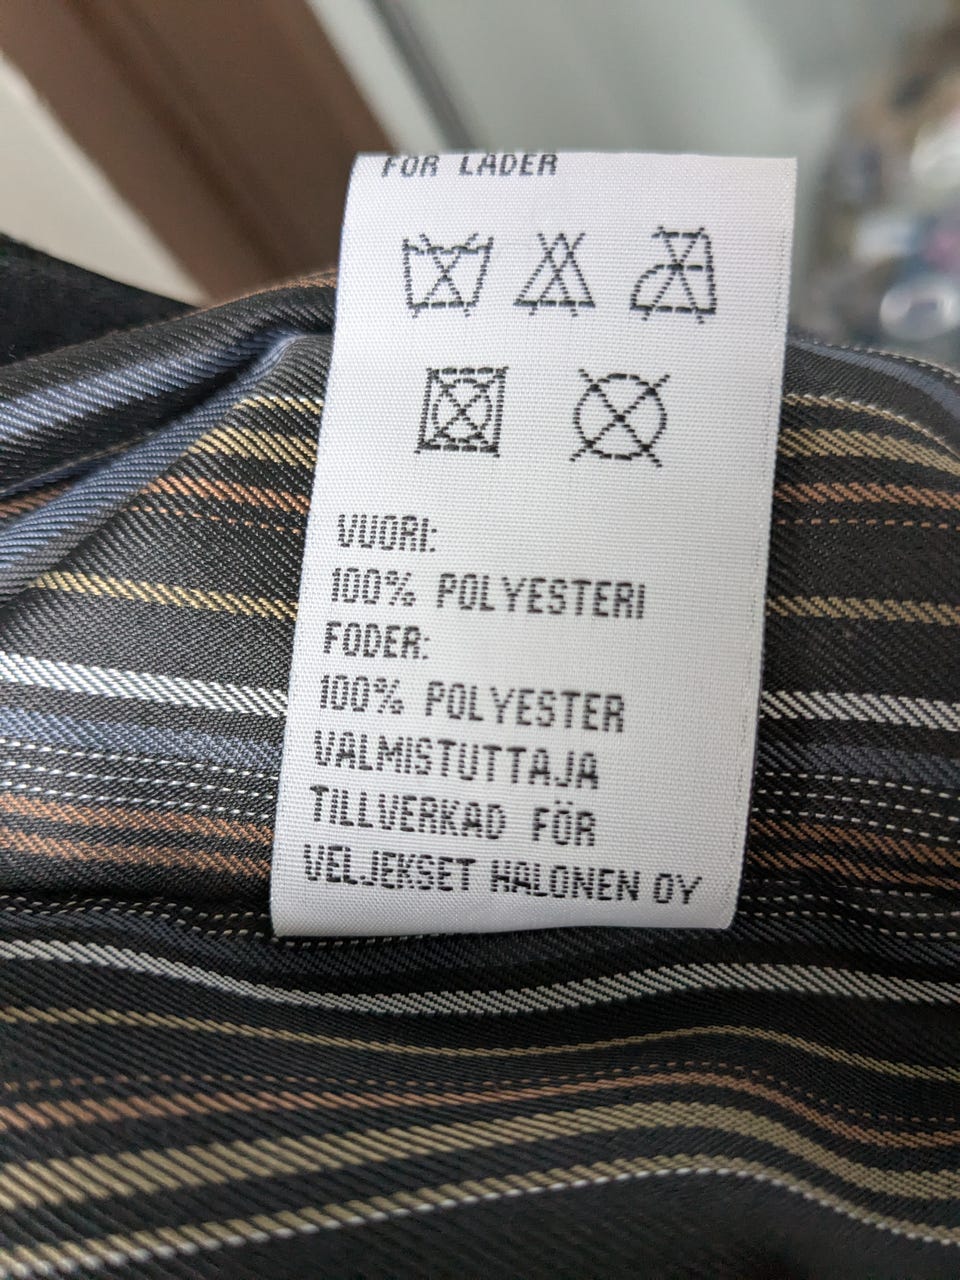 FÖR LÄDER
VUORI:
100% POLYESTERI
FODER:
100% POLYESTER
VALMISTUTTAJA
TILLVERKAD FÖR
VELJEKSET HALONEN OY